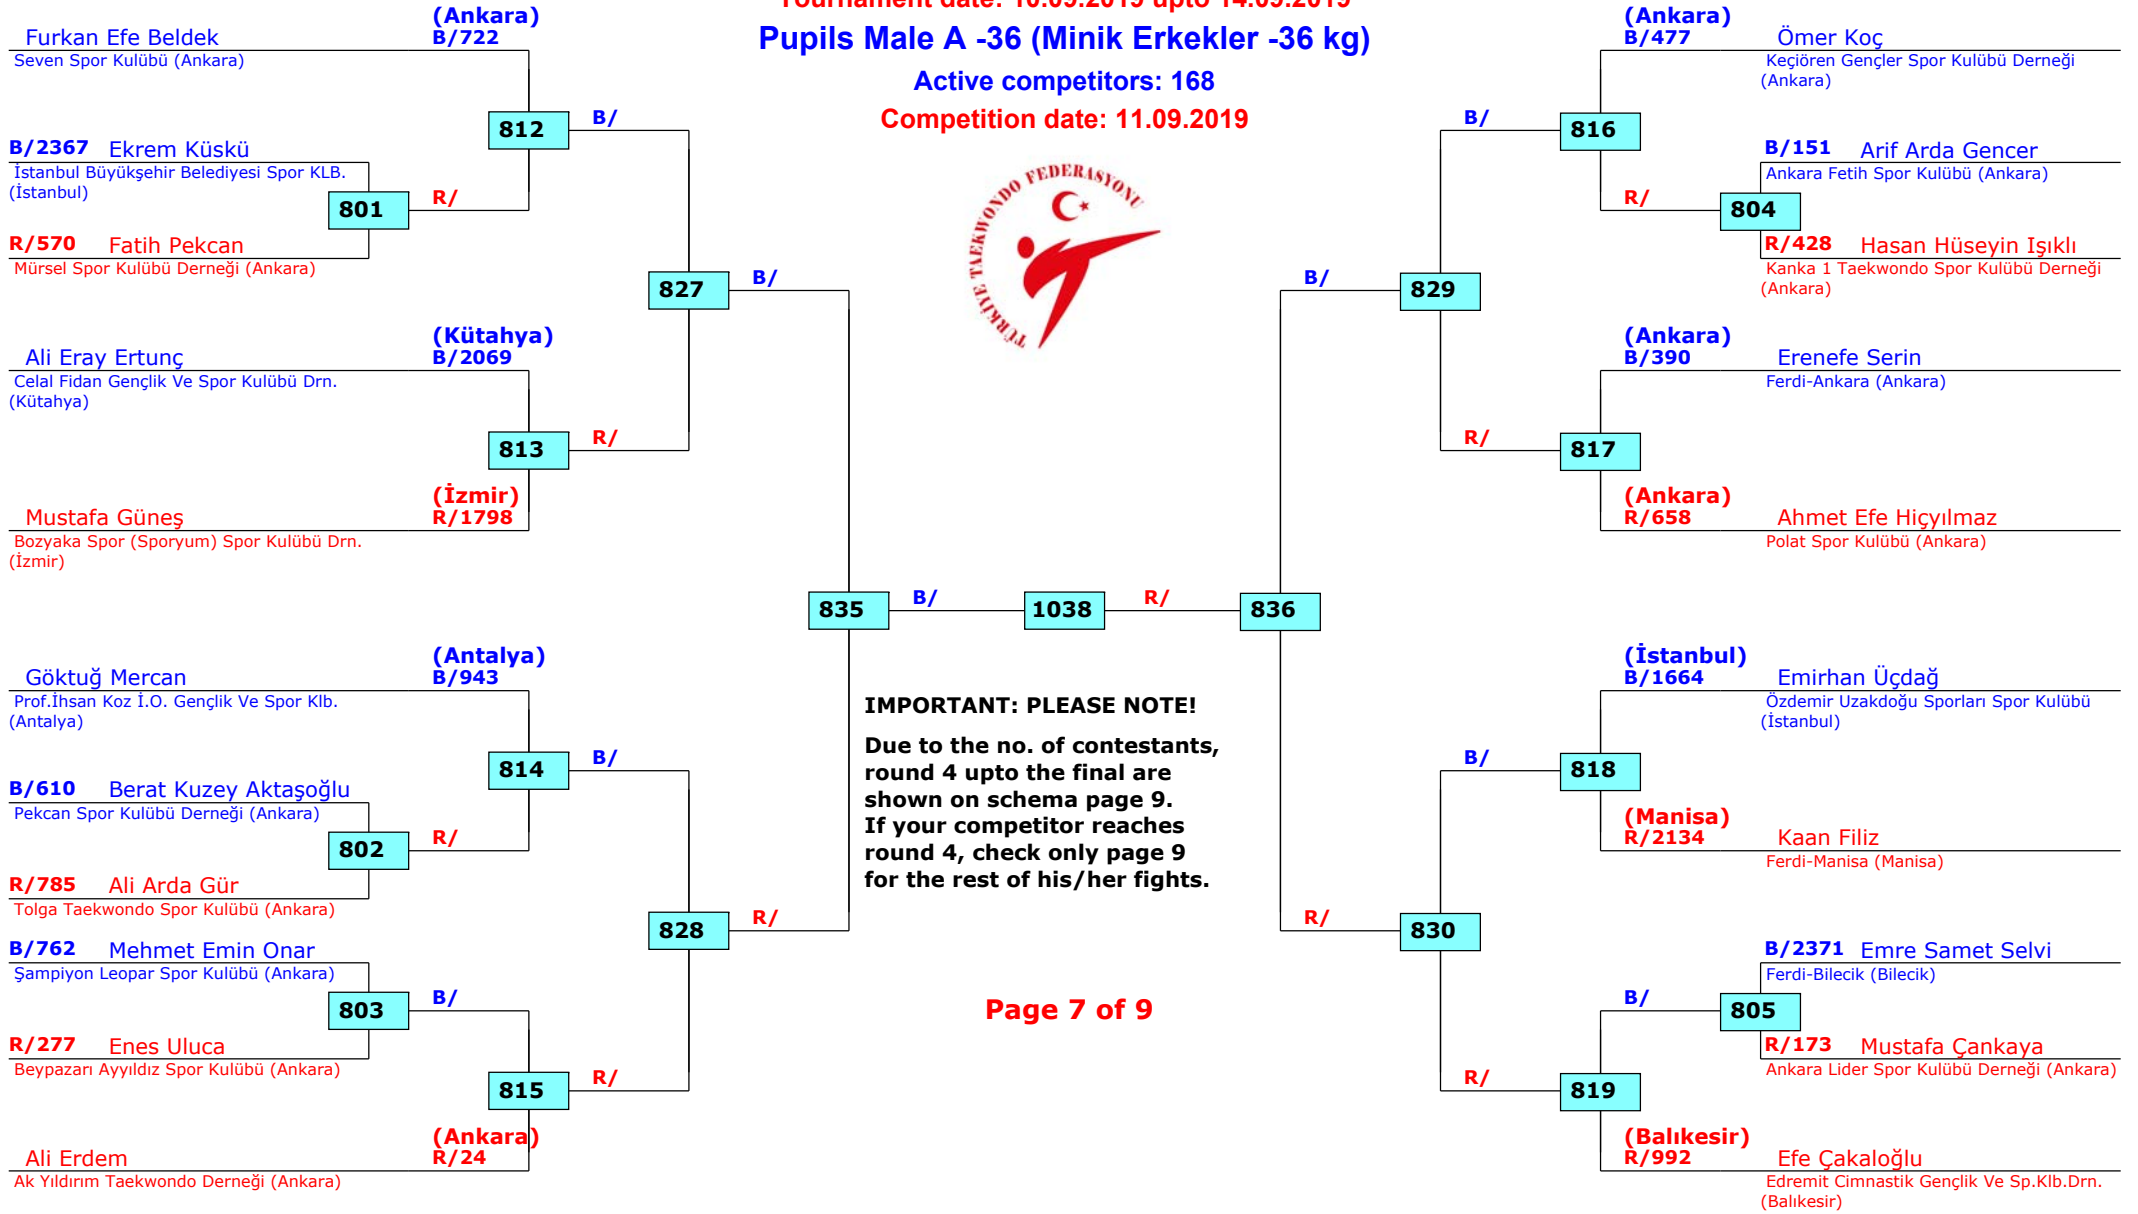 Tournament date: 10.09.2019 upto 14.09.2019
Pupils Male A -36 (Minik Erkekler -36 kg)
Active competitors: 168
Competition date: 11.09.2019
TÜRKİYE TAEKWONDO FEDERASYONU
(Ankara)
Furkan Efe Beldek B/722
Seven Spor Kulübü (Ankara)
812 B/
B/2367 Ekrem Küskü
İstanbul Büyükşehir Belediyesi Spor KLB.
(İstanbul)
801 R/
R/570 Fatih Pekcan
Mürsel Spor Kulübü Derneği (Ankara)
827 B/
(Kütahya)
Ali Eray Ertunç B/2069
Celal Fidan Gençlik Ve Spor Kulübü Drn.
(Kütahya)
813 R/
(İzmir)
Mustafa Güneş R/1798
Bozyaka Spor (Sporyum) Spor Kulübü Drn.
(İzmir)
835 B/ 1038 R/ 836
(Antalya)
Göktuğ Mercan B/943
Prof.İhsan Koz İ.O. Gençlik Ve Spor Klb.
(Antalya)
814 B/
B/610 Berat Kuzey Aktaşoğlu
Pekcan Spor Kulübü Derneği (Ankara)
802 R/
R/785 Ali Arda Gür
Tolga Taekwondo Spor Kulübü (Ankara)
828 R/
B/762 Mehmet Emin Onar
Şampiyon Leopar Spor Kulübü (Ankara)
803 B/
R/277 Enes Uluca
Beypazarı Ayyıldız Spor Kulübü (Ankara)
815 R/
(Ankara)
Ali Erdem R/24
Ak Yıldırım Taekwondo Derneği (Ankara)
IMPORTANT: PLEASE NOTE!
Due to the no. of contestants,
round 4 upto the final are
shown on schema page 9.
If your competitor reaches
round 4, check only page 9
for the rest of his/her fights.
Page 7 of 9
(Ankara)
B/477 Ömer Koç
Keçiören Gençler Spor Kulübü Derneği
(Ankara)
B/ 816
B/151 Arif Arda Gencer
Ankara Fetih Spor Kulübü (Ankara)
R/ 804
R/428 Hasan Hüseyin Işıklı
Kanka 1 Taekwondo Spor Kulübü Derneği
(Ankara)
B/ 829
(Ankara)
B/390 Erenefe Serin
Ferdi-Ankara (Ankara)
R/ 817
(Ankara)
R/658 Ahmet Efe Hiçyılmaz
Polat Spor Kulübü (Ankara)
(İstanbul)
B/1664 Emirhan Üçdağ
Özdemir Uzakdoğu Sporları Spor Kulübü
(İstanbul)
B/ 818
(Manisa)
R/2134 Kaan Filiz
Ferdi-Manisa (Manisa)
R/ 830
B/2371 Emre Samet Selvi
Ferdi-Bilecik (Bilecik)
B/ 805
R/173 Mustafa Çankaya
Ankara Lider Spor Kulübü Derneği (Ankara)
R/ 819
(Balıkesir)
R/992 Efe Çakaloğlu
Edremit Cimnastik Gençlik Ve Sp.Klb.Drn.
(Balıkesir)